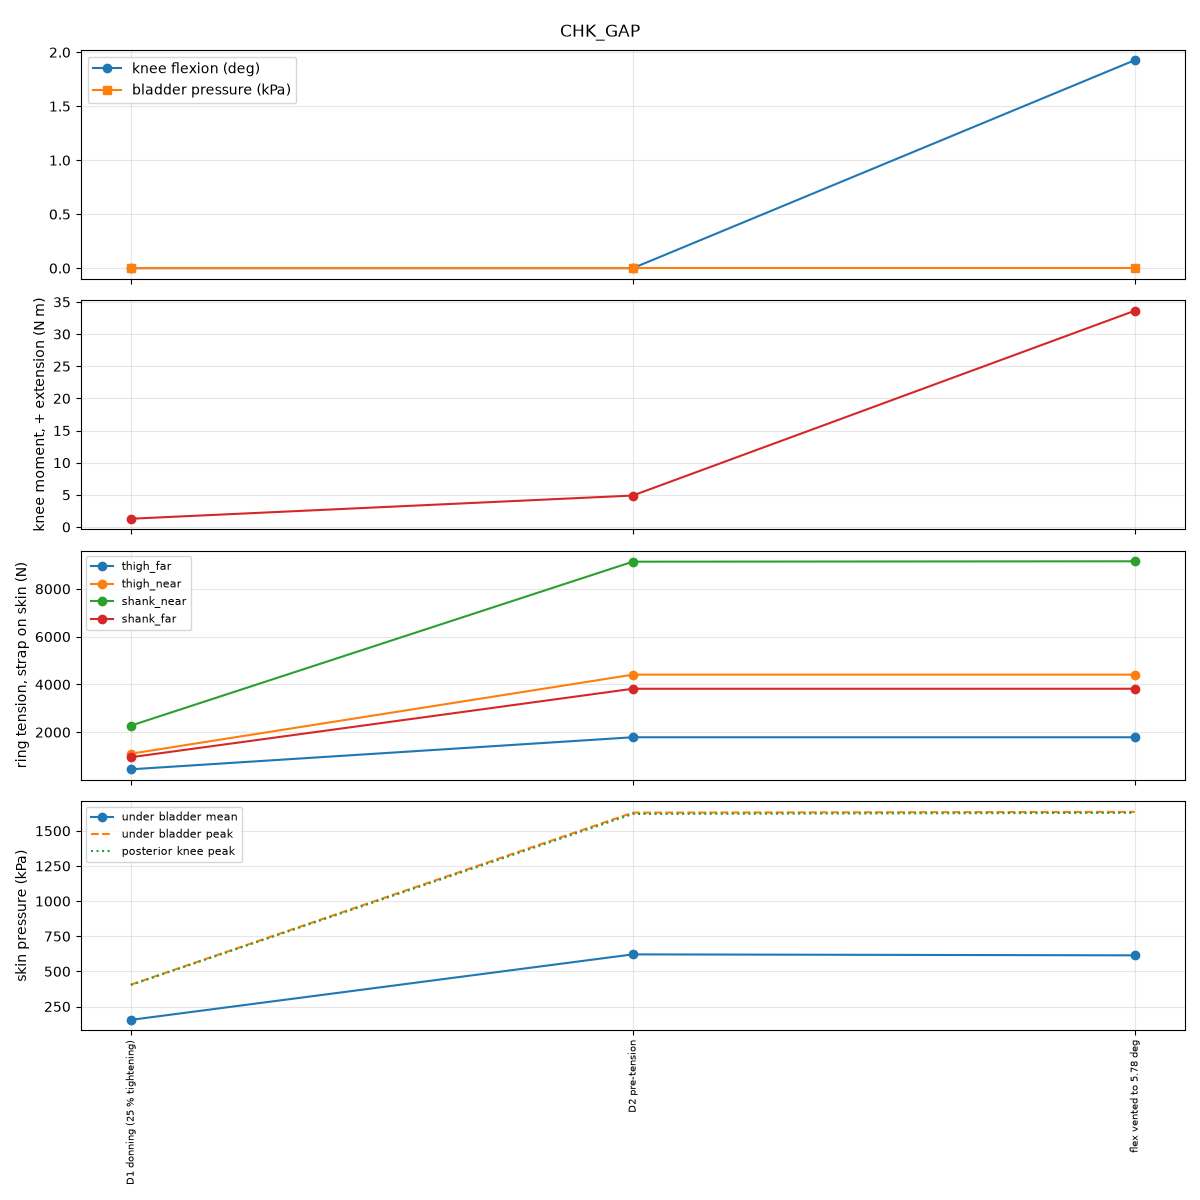 CHK_GAP
knee flexion (deg)
bladder pressure (kPa)
2.0
1.5
1.0
0.5
0.0
knee moment, + extension (N m)
35
30
25
20
15
10
5
0
ring tension, strap on skin (N)
thigh_far
thigh_near
shank_near
shank_far
8000
6000
4000
2000
skin pressure (kPa)
under bladder mean
under bladder peak
posterior knee peak
1500
1250
1000
750
500
250
D1 donning (25 % tightening)
D2 pre-tension
flex vented to 5.78 deg